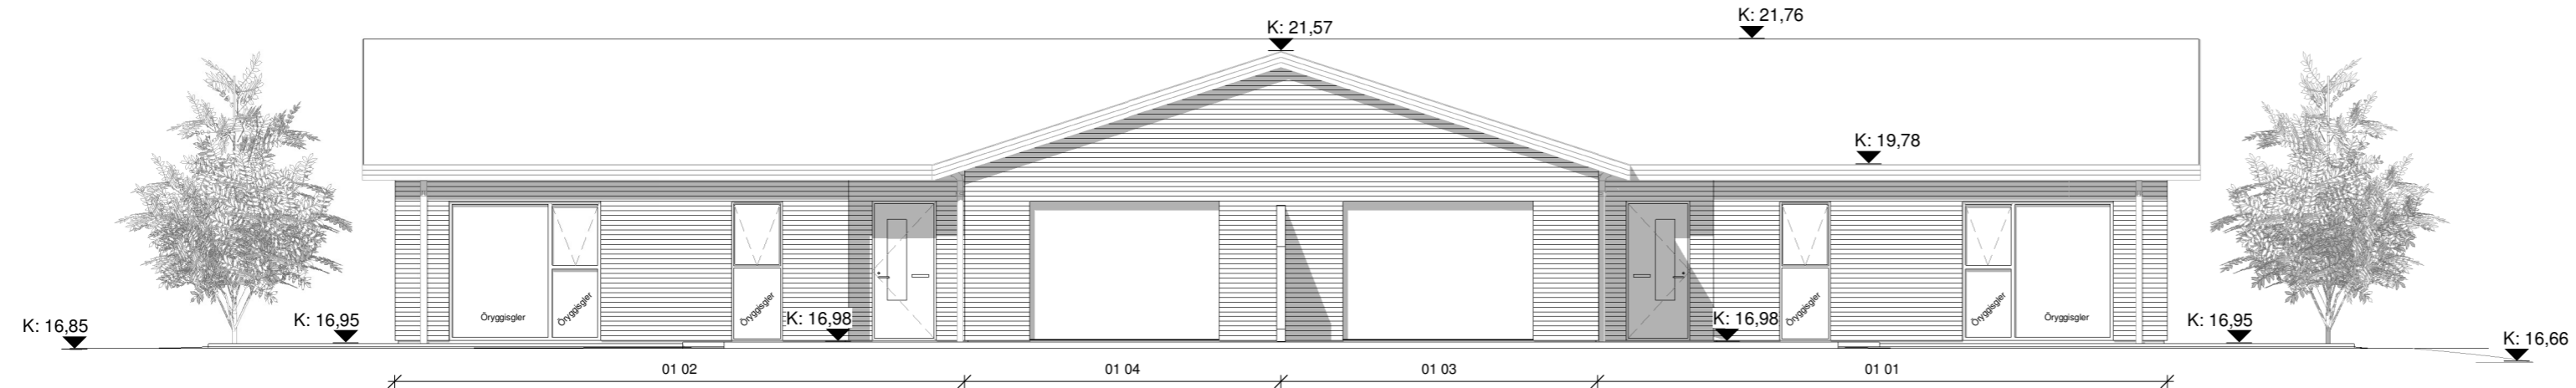 K: 21,76
K: 21,57
K: 19,78
Öryggisgler
Öryggisgler
Öryggisgler
Öryggisgler
Öryggisgler
Öryggisgler
K: 16,85
K: 16,95
K: 16,98
K: 16,98
K: 16,95
K: 16,66
01 02
01 04
01 03
01 01